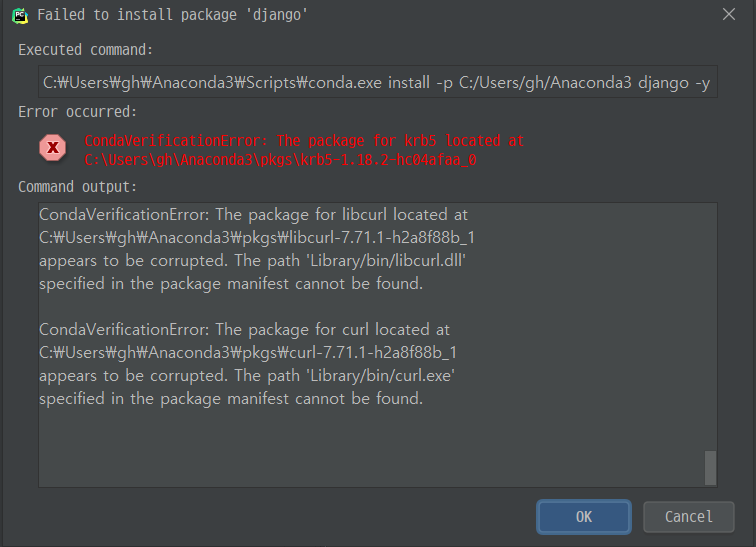 PC
Failed to install package 'django'
Executed command:
C:₩Users₩gh₩Anaconda3₩Scripts₩conda.exe install -p C:/Users/gh/Anaconda3 django -y
Error occurred:
CondaVerificationError: The package for krb5 located at
C:\Users\gh\Anaconda3\pkgs\krb5-1.18.2-hc04afaa_0
Command output:
CondaVerificationError: The package for libcurl located at
C:₩Users₩gh₩Anaconda3₩pkgs₩libcurl-7.71.1-h2a8f88b_1
appears to be corrupted. The path 'Library/bin/libcurl.dll'
specified in the package manifest cannot be found.
CondaVerificationError: The package for curl located at
C:₩Users₩gh₩Anaconda3₩pkgs₩curl-7.71.1-h2a8f88b_1
appears to be corrupted. The path 'Library/bin/curl.exe'
specified in the package manifest cannot be found.
OK
Cancel